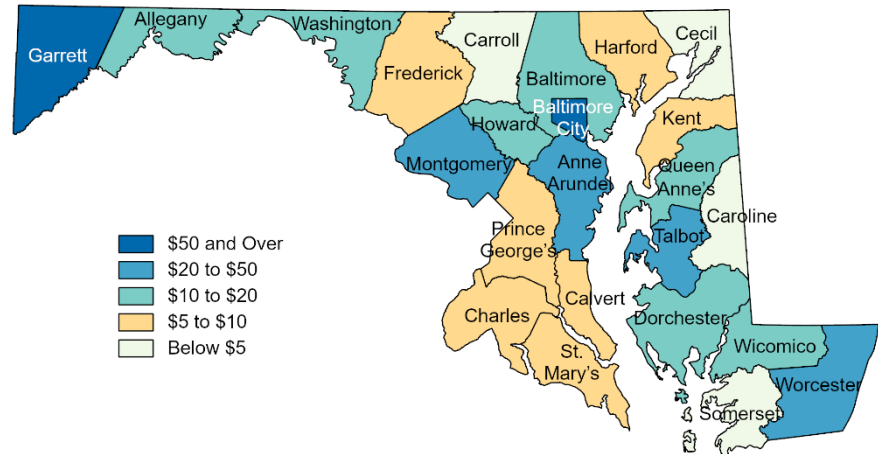 Garrett
Allegany
Washington
Frederick
Carroll
Baltimore
Baltimore
City
Harford
Cecil
Howard
Montgomery
Anne
Arundel
Kent
Queen
Anne's
Caroline
Talbot
Prince
George's
Charles
Calvert
St.
Mary's
Dorchester
Wicomico
Worcester
Somerset
$50 and Over
$20 to $50
$10 to $20
$5 to $10
Below $5